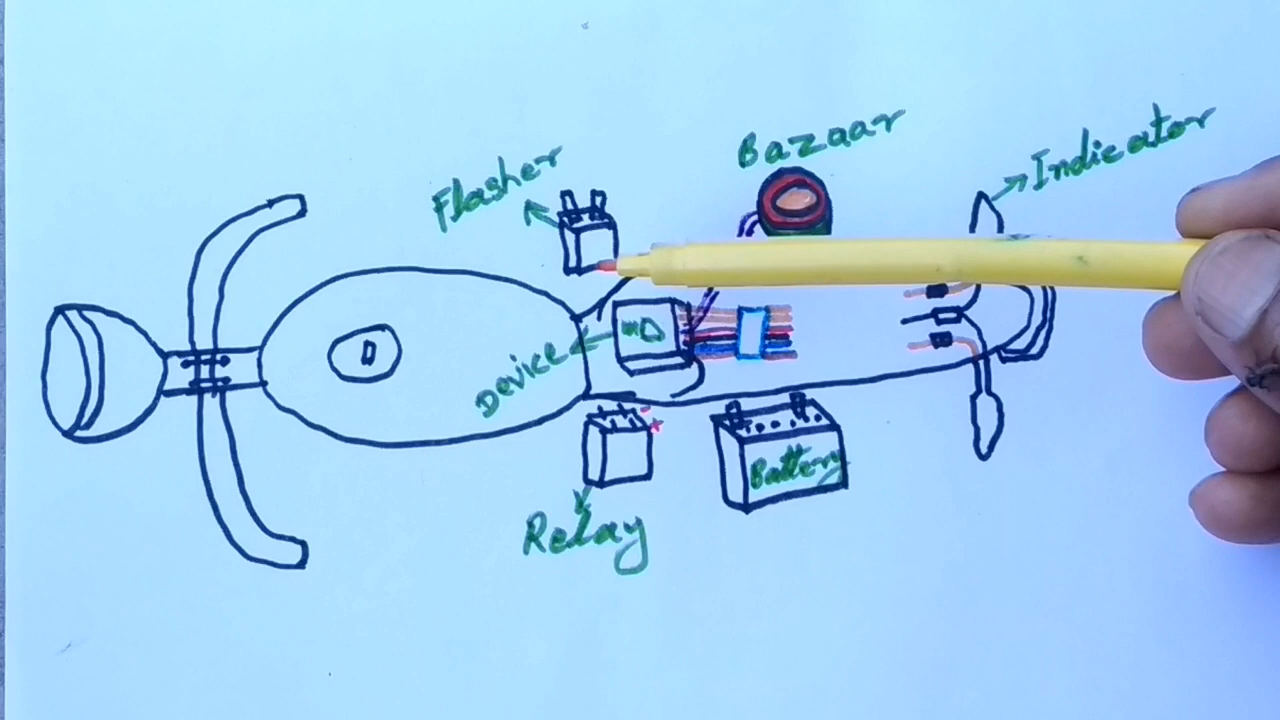 Bazaar
Indicator
Flasher
Device
Battery
Relay